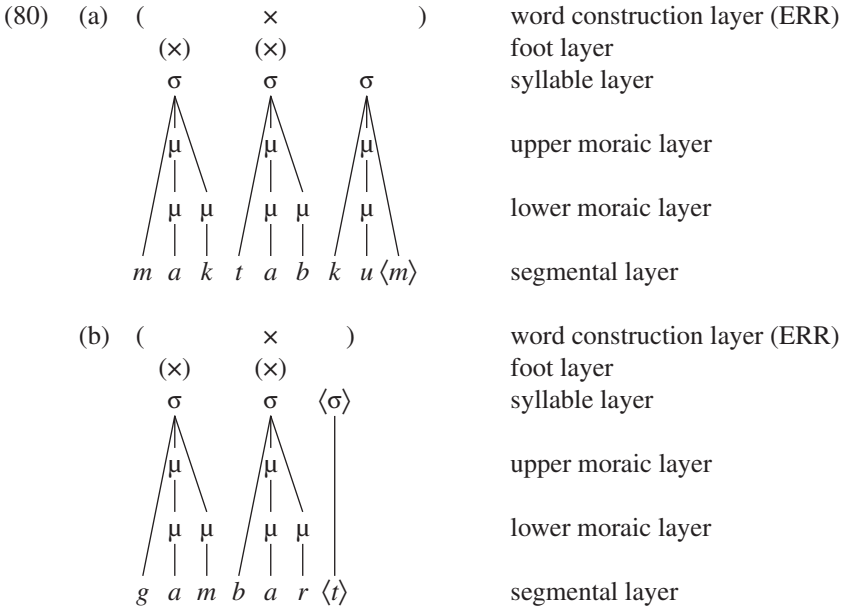 (80) (a) ( × ) word construction layer (ERR)
(×) (×) foot layer
σ σ σ syllable layer
μ μ μ upper moraic layer
μ μ μ μ μ lower moraic layer
m a k t a b k u ⟨m⟩ segmental layer
(b) ( × ) word construction layer (ERR)
(×) (×) foot layer
σ σ ⟨σ⟩ syllable layer
μ μ upper moraic layer
μ μ μ μ lower moraic layer
g a m b a r ⟨t⟩ segmental layer